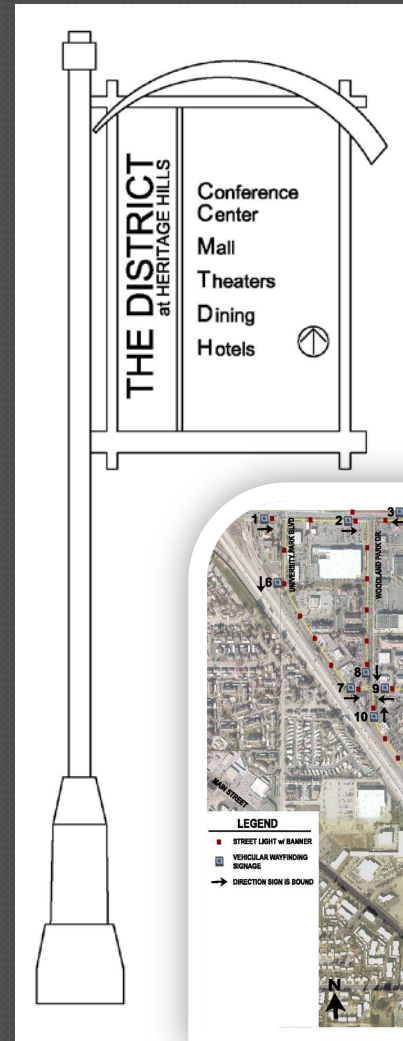 THE DISTRICT
at HERITAGE HILLS
Conference
Center
Mall
Theaters
Dining
Hotels
1
2
3
UNIVERSITY PARK BLVD
WOODLAND PARK DR
6
8
7
9
10
MAIN STREET
LEGEND
STREET LIGHT w/ BANNER
VEHICULAR WAYFINDING
SIGNAGE
DIRECTION SIGN IS BOUND
N